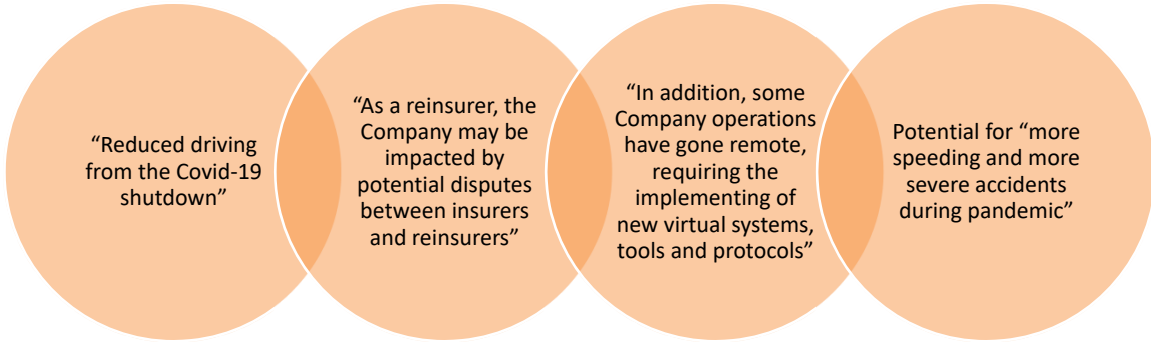 “Reduced driving
from the Covid-19
shutdown”
“As a reinsurer, the
Company may be
impacted by
potential disputes
between insurers
and reinsurers”
“In addition, some
Company operations
have gone remote,
requiring the
implementing of
new virtual systems,
tools and protocols”
Potential for “more
speeding and more
severe accidents
during pandemic”